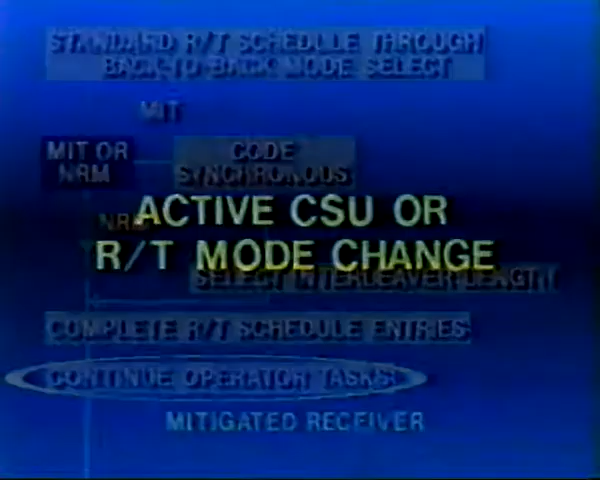 STANDARD R/T SCHEDULE THROUGH
BACK-TO-BACK MODE SELECT
MIT
MIT OR
NRM
CODE
SYNCHRONOUS
NRM
ACTIVE CSU OR
R/T MODE CHANGE
SELECT INTERLEAVER LENGTH
COMPLETE R/T SCHEDULE ENTRIES
CONTINUE OPERATOR TASKS
MITIGATED RECEIVER